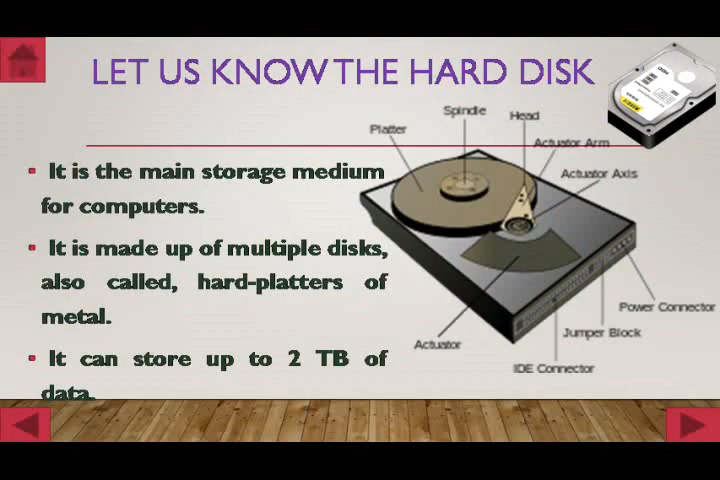 LET US KNOW THE HARD DISK
Spindle
Head
Platter
Actuator Arm
Actuator Axis
It is the main storage medium
for computers.
It is made up of multiple disks,
also called, hard-platters of
metal.
It can store up to 2 TB of
data.
Power Connector
Jumper Block
Actuator
IDE Connector